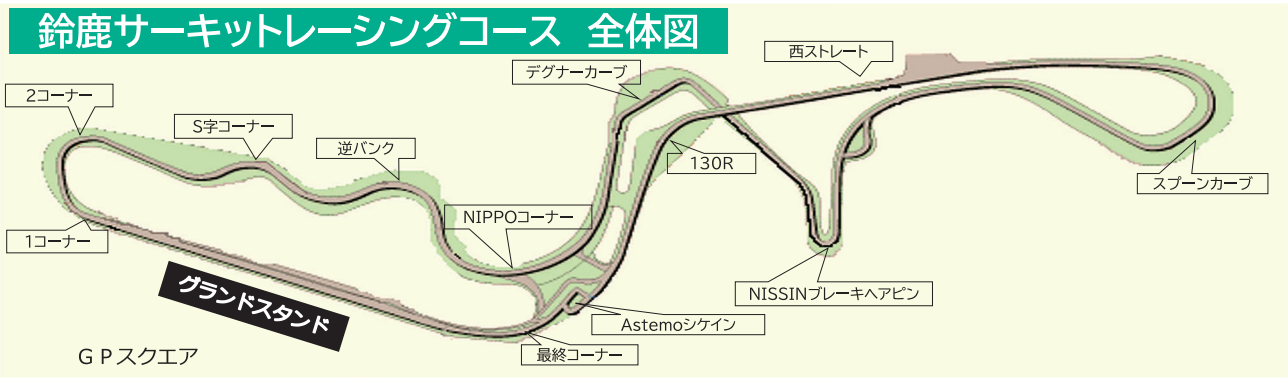 鈴鹿サーキットレーシングコース 全体図
西ストレート
デグナーカーブ
2コーナー
S字コーナー
逆バンク
130R
スプーンカーブ
NIPPOコーナー
1コーナー
NISSINブレーキヘアピン
グランドスタンド
Astemoシケイン
最終コーナー
GPスクエア